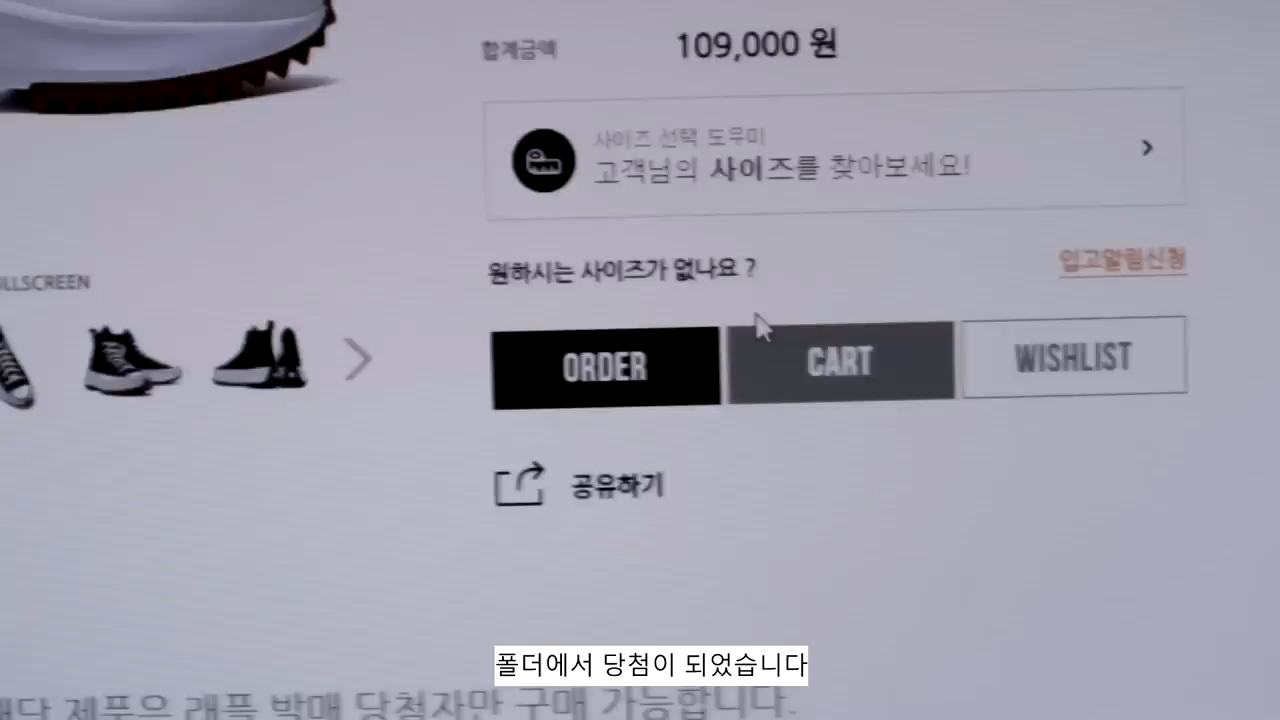 합계금액 109,000 원
사이즈 선택 도우미
고객님의 사이즈를 찾아보세요!
원하시는 사이즈가 없나요 ? 입고알림신청
LLSCREEN
ORDER CART WISHLIST
공유하기
폴더에서 당첨이 되었습니다
제품은 래플 당첨자만 구매 가능합니다.